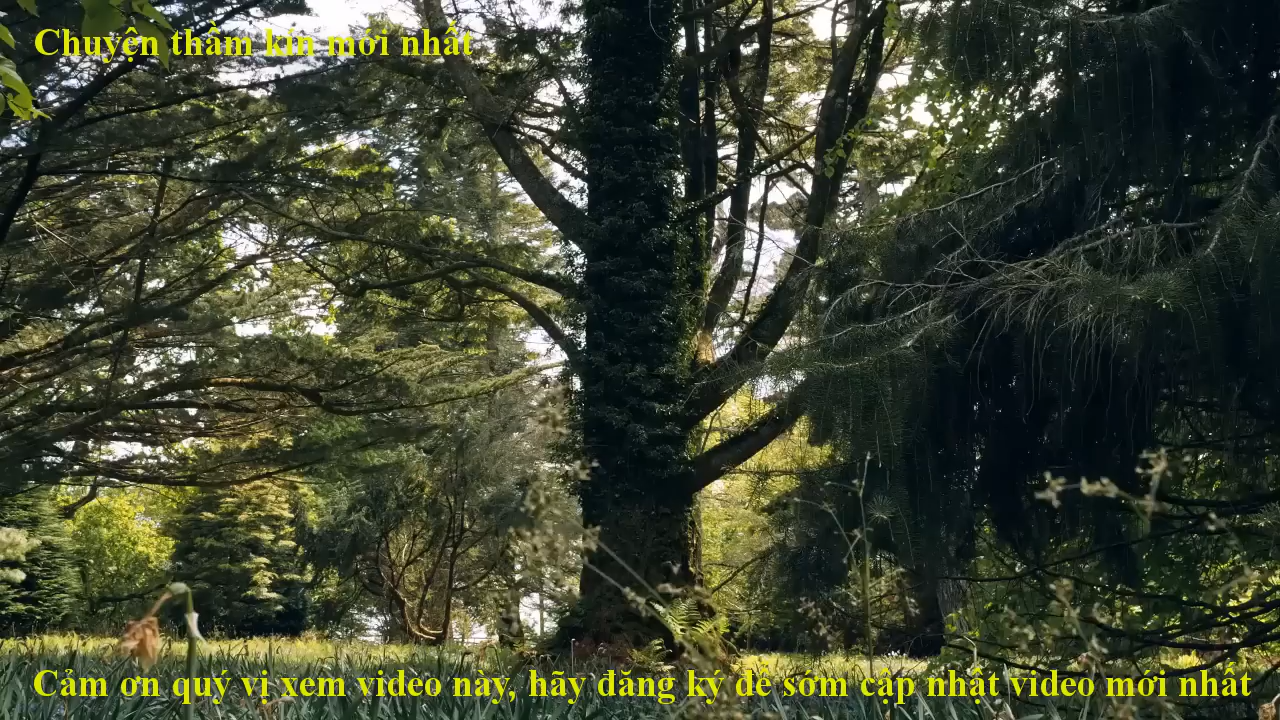 Chuyện thầm kín mới nhất
Cảm ơn quý vị xem video này, hãy đăng ký để sớm cập nhật video mới nhất